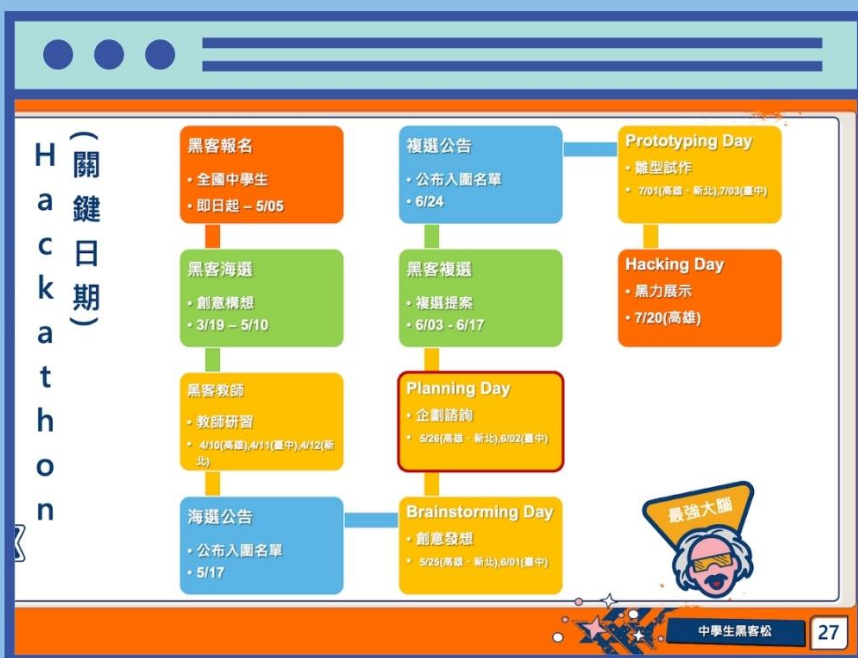 Hackathon
(關鍵日期)
黑客報名
• 全國中學生
• 即日起 – 5/05
黑客海選
• 創意構想
• 3/19 – 5/10
黑客教師
• 教師研習
• 4/10(高雄),4/11(臺中),4/12(新
北)
海選公告
• 公布入圍名單
• 5/17
Brainstorming Day
• 創意發想
• 5/25(高雄、新北),6/01(臺中)
Planning Day
• 企劃諮詢
• 5/26(高雄、新北),6/02(臺中)
黑客複選
• 複選提案
• 6/03 - 6/17
複選公告
• 公布入圍名單
• 6/24
Prototyping Day
• 雛型試作
• 7/01(高雄、新北),7/03(臺中)
Hacking Day
• 黑力展示
• 7/20(高雄)
最強大腦
中學生黑客松
27